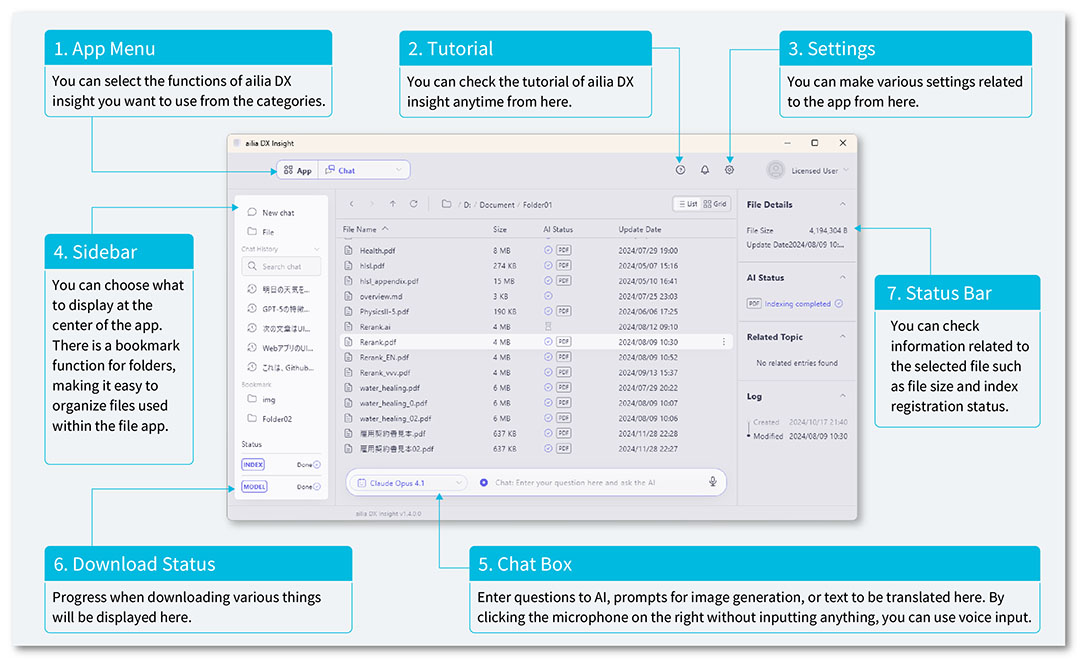 1. App Menu
You can select the functions of ailia DX
insight you want to use from the categories.
2. Tutorial
You can check the tutorial of ailia DX
insight anytime from here.
3. Settings
You can make various settings related
to the app from here.
ailia DX Insight
App
Chat
Licensed User
4. Sidebar
You can choose what
to display at the
center of the app.
There is a bookmark
function for folders,
making it easy to
organize files used
within the file app.
New chat
File
Chat History
Search chat
明日の天気を...
GPT-5の特徴...
次の文章はUI...
WebアプリのUI...
これは、Github...
Bookmark
img
Folder02
Status
INDEX Done
MODEL Done
/ D: / Document / Folder01
List Grid
File Name Size AI Status Update Date
Health.pdf 8 MB PDF 2024/07/29 19:00
hlsl.pdf 274 KB PDF 2024/05/07 15:16
hlsl_appendix.pdf 15 MB PDF 2024/05/10 16:41
overview.md 3 KB 2024/07/25 23:03
PhysicsII-5.pdf 190 KB PDF 2024/06/06 17:25
Rerank.ai 4 MB 2024/08/12 09:10
Rerank.pdf 4 MB PDF 2024/08/09 10:30
Rerank_EN.pdf 4 MB PDF 2024/08/09 10:52
Rerank_vvv.pdf 4 MB PDF 2024/09/13 15:37
water_healing.pdf 6 MB PDF 2024/07/29 20:22
water_healing_0.pdf 6 MB PDF 2024/08/09 10:07
water_healing_02.pdf 6 MB PDF 2024/08/09 10:06
雇用契約書見本.pdf 637 KB PDF 2024/11/28 22:28
雇用契約書見本02.pdf 637 KB PDF 2024/11/28 22:27
Claude Opus 4.1
Chat: Enter your question here and ask the AI
ailia DX Insight v1.4.0.0
File Details
File Size 4,194,304 B
Update Date2024/08/09 10:...
AI Status
PDF Indexing completed
Related Topic
No related entries found
Log
Created 2024/10/17 21:40
Modified 2024/08/09 10:30
7. Status Bar
You can check
information related to
the selected file such
as file size and index
registration status.
6. Download Status
Progress when downloading various things
will be displayed here.
5. Chat Box
Enter questions to AI, prompts for image generation, or text to be translated here. By
clicking the microphone on the right without inputting anything, you can use voice input.